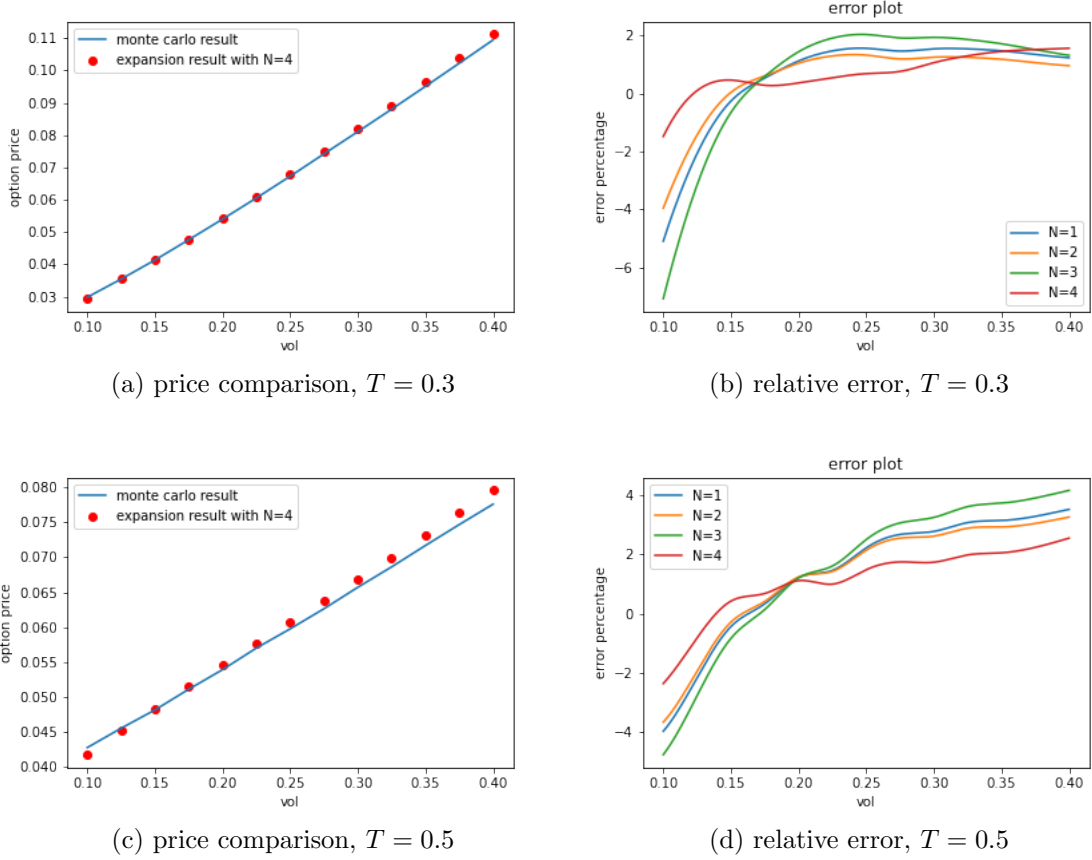 monte carlo result
expansion result with N=4
option price
0.11
0.10
0.09
0.08
0.07
0.06
0.05
0.04
0.03
0.10 0.15 0.20 0.25 0.30 0.35 0.40
vol
(a) price comparison, T = 0.3
error plot
error percentage
2
0
−2
−4
−6
N=1
N=2
N=3
N=4
0.10 0.15 0.20 0.25 0.30 0.35 0.40
vol
(b) relative error, T = 0.3
monte carlo result
expansion result with N=4
option price
0.080
0.075
0.070
0.065
0.060
0.055
0.050
0.045
0.040
0.10 0.15 0.20 0.25 0.30 0.35 0.40
vol
(c) price comparison, T = 0.5
error plot
N=1
N=2
N=3
N=4
error percentage
4
2
0
−2
−4
0.10 0.15 0.20 0.25 0.30 0.35 0.40
vol
(d) relative error, T = 0.5